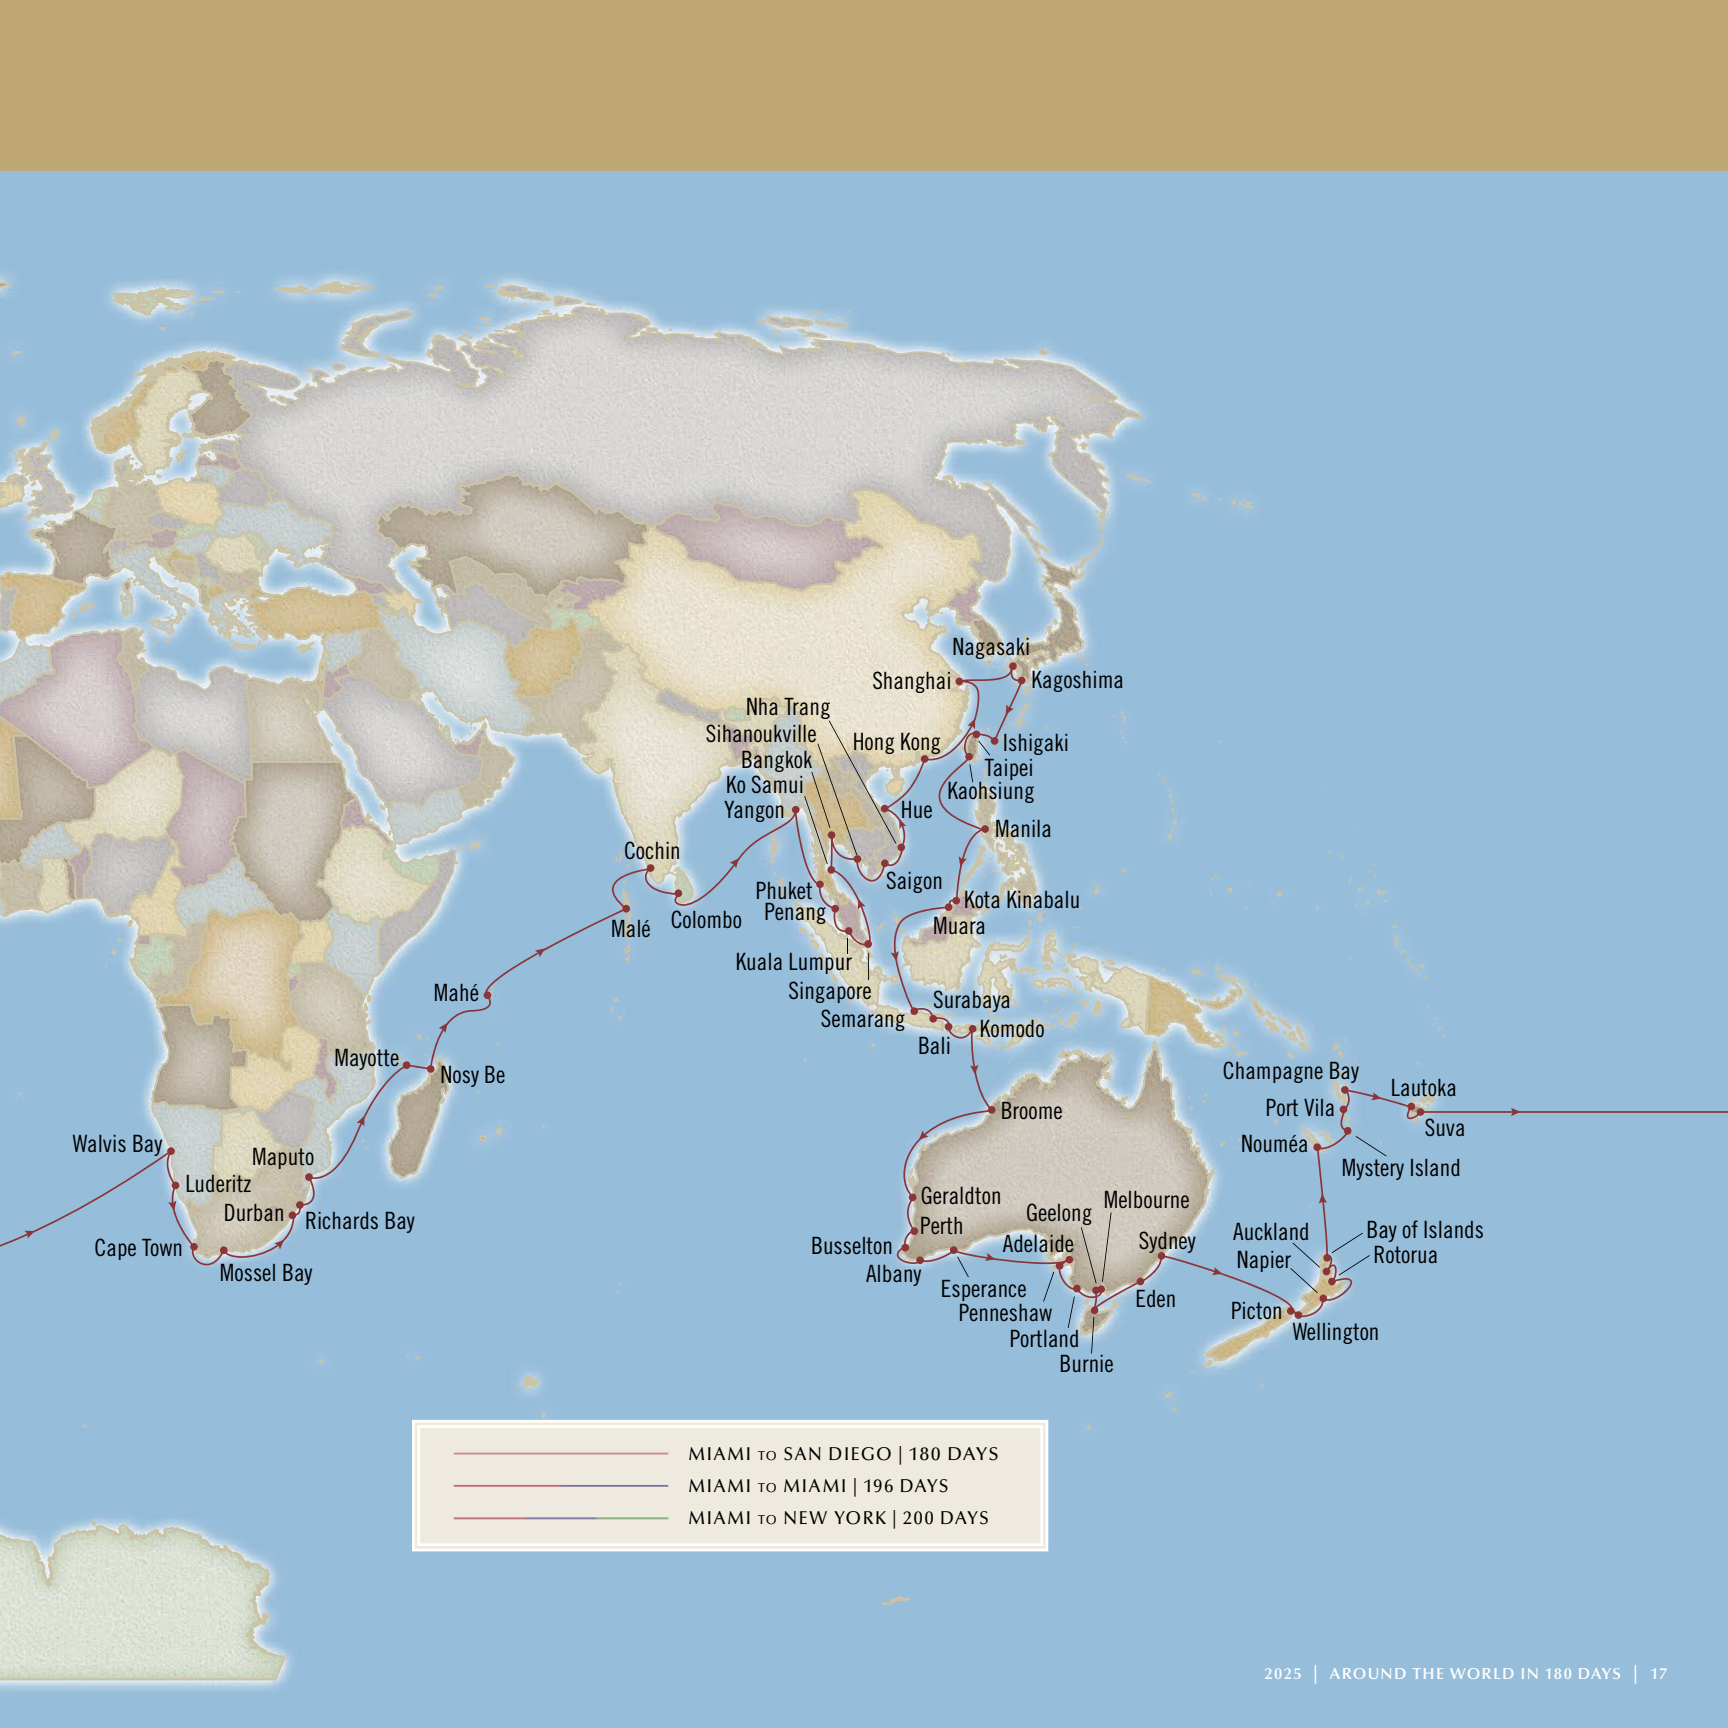 Nagasaki
Shanghai
Kagoshima
Nha Trang
Sihanoukville
Hong Kong
Ishigaki
Bangkok
Taipei
Ko Samui
Kaohsiung
Yangon
Hue
Manila
Cochin
Saigon
Phuket
Kota Kinabalu
Penang
Colombo
Malé
Muara
Kuala Lumpur
Singapore
Mahé
Surabaya
Semarang
Komodo
Bali
Mayotte
Nosy Be
Champagne Bay
Lautoka
Port Vila
Broome
Suva
Walvis Bay
Nouméa
Maputo
Mystery Island
Luderitz
Geraldton
Melbourne
Durban
Richards Bay
Geelong
Perth
Auckland
Bay of Islands
Cape Town
Busselton
Adelaide
Sydney
Rotorua
Napier
Mossel Bay
Albany
Esperance
Eden
Penneshaw
Picton
Wellington
Portland
Burnie
MIAMI TO SAN DIEGO | 180 DAYS
MIAMI TO MIAMI | 196 DAYS
MIAMI TO NEW YORK | 200 DAYS
2025 | AROUND THE WORLD IN 180 DAYS | 17